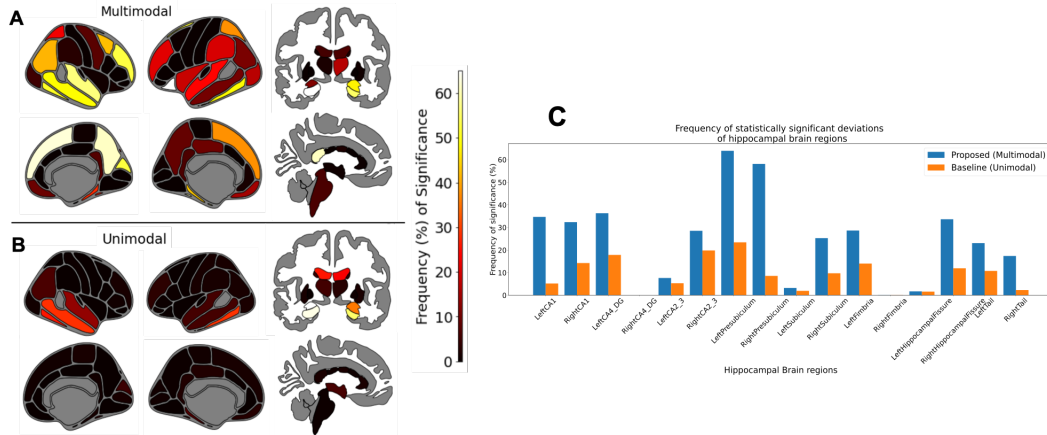 A
Multimodal
B
Unimodal
Frequency (%) of Significance
60
50
40
30
20
10
0
C
Frequency of statistically significant deviations
of hippocampal brain regions
Frequency of significance (%)
60
50
40
30
20
10
0
Proposed (Multimodal)
Baseline (Unimodal)
LeftCA1
RightCA1
LeftCA4_DG
RightCA4_DG
LeftCA2_3
RightCA2_3
LeftPresubiculum
RightPresubiculum
LeftSubiculum
RightSubiculum
LeftFimbria
RightFimbria
LeftHippocampalFissure
RightHippocampalFissure
LeftTail
RightTail
Hippocampal Brain regions